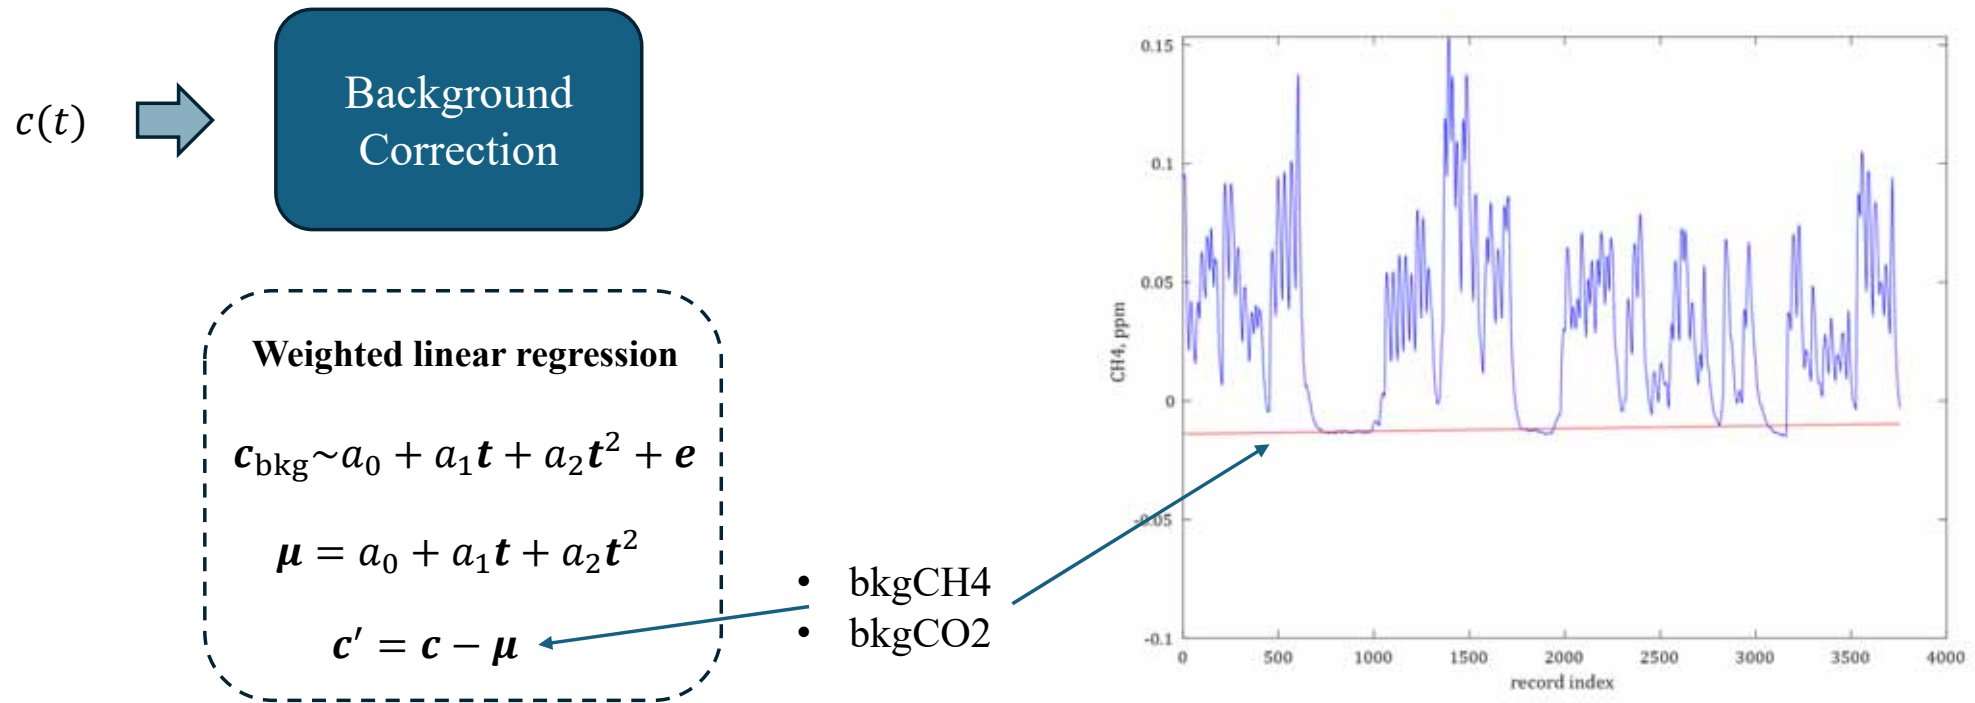 c(t)
Background
Correction
Weighted linear regression
c_bkg~a_0 + a_1t + a_2t^2 + e
μ = a_0 + a_1t + a_2t^2
c′ = c − μ
• bkgCH4
• bkgCO2
0.15
0.1
0.05
0
-0.05
-0.1
CH4, ppm
0 500 1000 1500 2000 2500 3000 3500 4000
record index